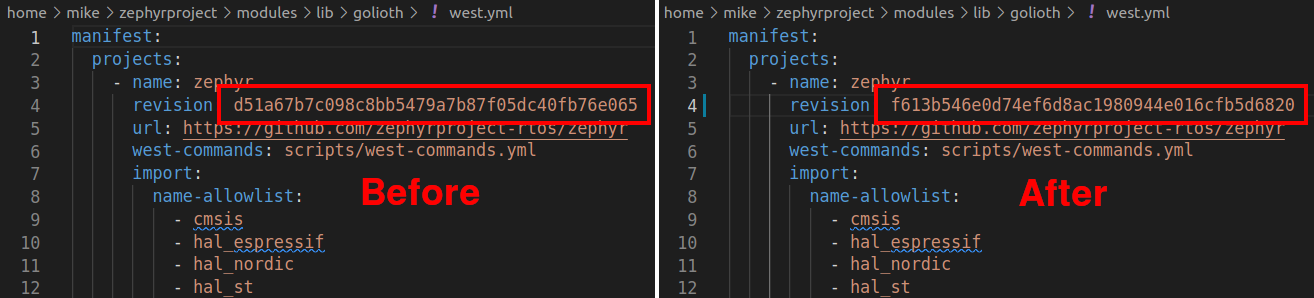 home > mike > zephyrproject > modules > lib > golioth > ! west.yml
1 manifest:
2 projects:
3 - name: zephyr
4 revision d51a67b7c098c8bb5479a7b87f05dc40fb76e065
5 url: https://github.com/zephyrproject-rtos/zephyr
6 west-commands: scripts/west-commands.yml
7 import:
8 name-allowlist:
9 - cmsis
10 - hal_espressif
11 - hal_nordic
12 - hal_st
Before
home > mike > zephyrproject > modules > lib > golioth > ! west.yml
1 manifest:
2 projects:
3 - name: zephyr
4 revision f613b546e0d74ef6d8ac1980944e016cfb5d6820
5 url: https://github.com/zephyrproject-rtos/zephyr
6 west-commands: scripts/west-commands.yml
7 import:
8 name-allowlist:
9 - cmsis
10 - hal_espressif
11 - hal_nordic
12 - hal_st
After